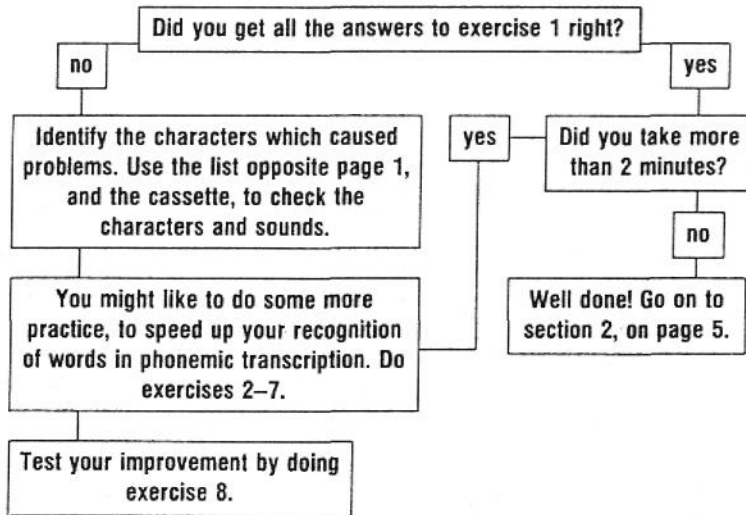 Did you get all the answers to exercise 1 right?
no
yes
Identify the characters which caused
problems. Use the list opposite page 1,
and the cassette, to check the
characters and sounds.
yes
Did you take more
than 2 minutes?
no
You might like to do some more
practice, to speed up your recognition
of words in phonemic transcription. Do
exercises 2–7.
Well done! Go on to
section 2, on page 5.
Test your improvement by doing
exercise 8.